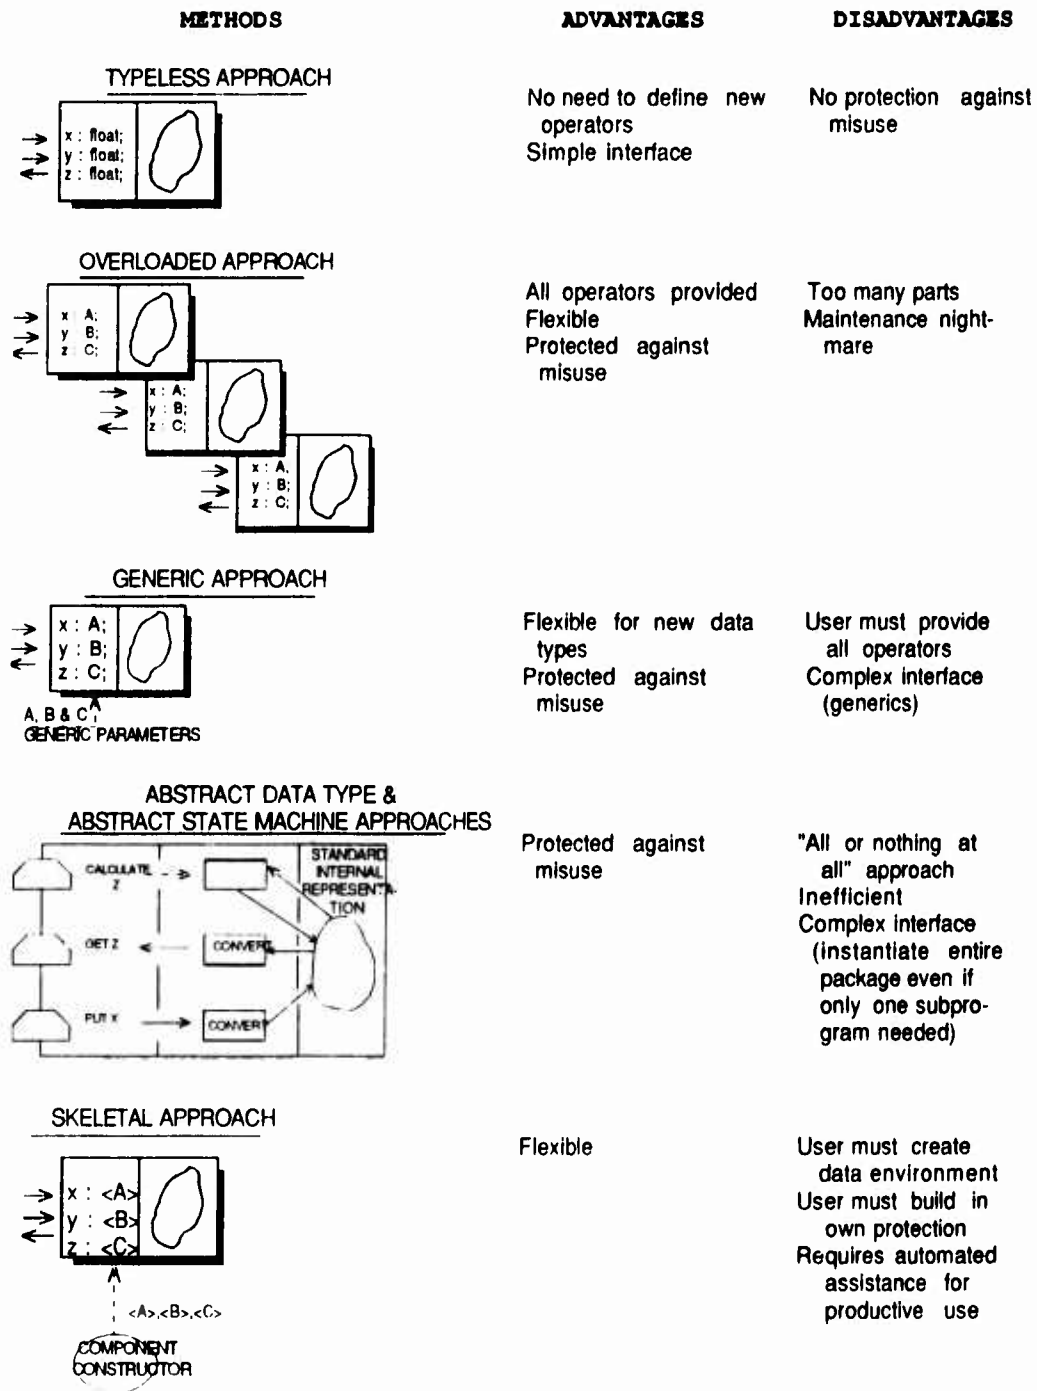 METHODS ADVANTAGES DISADVANTAGES
TYPELESS APPROACH
x : float;
y : float;
z : float;
No need to define new
operators
Simple interface
No protection against
misuse
OVERLOADED APPROACH
x A;
y B;
z C;
x : A;
y : B;
z : C;
x : A,
y : B;
z : C;
All operators provided
Flexible
Protected against
misuse
Too many parts
Maintenance night-
mare
GENERIC APPROACH
x : A;
y : B;
z : C;
A, B & C
GENERIC PARAMETERS
Flexible for new data
types
Protected against
misuse
User must provide
all operators
Complex interface
(generics)
ABSTRACT DATA TYPE &
ABSTRACT STATE MACHINE APPROACHES
CALCULATE
Z
STANDARD
INTERNAL
REPRESENTA-
TION
GET Z
CONVERT
PUT X
CONVERT
Protected against
misuse
"All or nothing at
all" approach
Inefficient
Complex interface
(instantiate entire
package even if
only one subpro-
gram needed)
SKELETAL APPROACH
x : <A>
y : <B>
z : <C>
<A>,<B>,<C>
COMPONENT
CONSTRUCTOR
Flexible
User must create
data environment
User must build in
own protection
Requires automated
assistance for
productive use